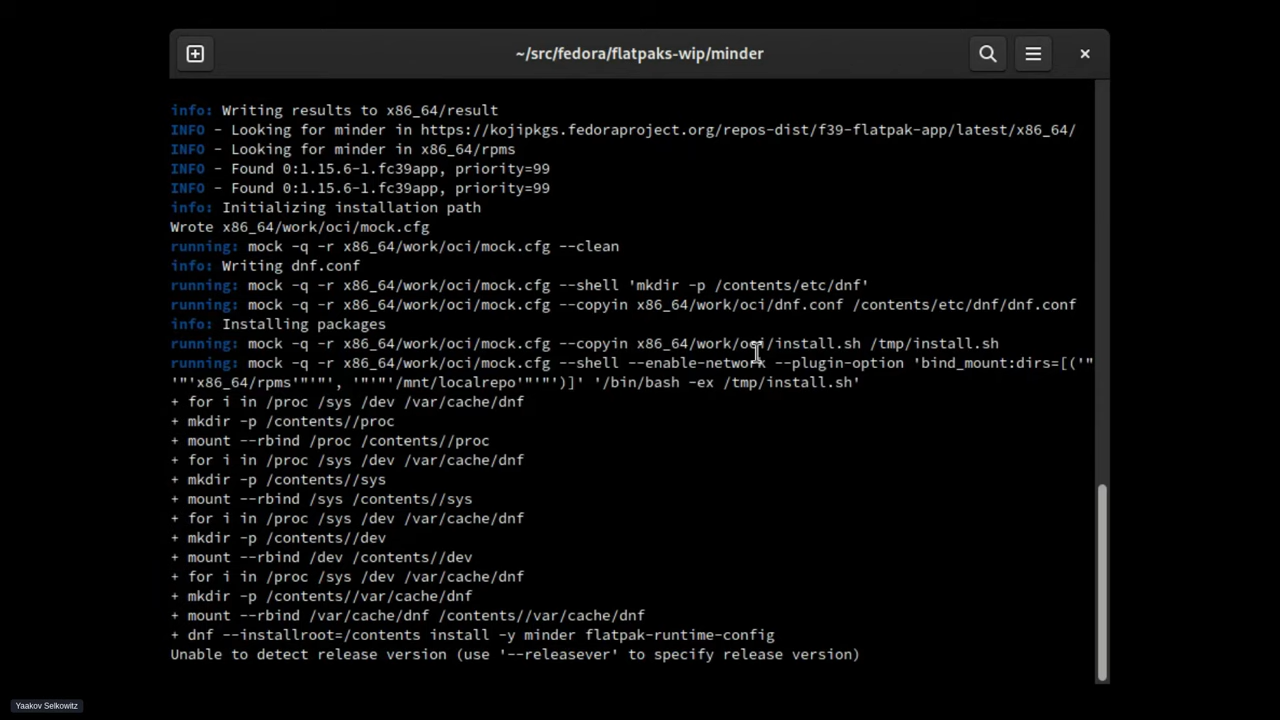 ~/src/fedora/flatpaks-wip/minder
info: Writing results to x86_64/result
INFO - Looking for minder in https://kojipkgs.fedoraproject.org/repos-dist/f39-flatpak-app/latest/x86_64/
INFO - Looking for minder in x86_64/rpms
INFO - Found 0:1.15.6-1.fc39app, priority=99
INFO - Found 0:1.15.6-1.fc39app, priority=99
info: Initializing installation path
Wrote x86_64/work/oci/mock.cfg
running: mock -q -r x86_64/work/oci/mock.cfg --clean
info: Writing dnf.conf
running: mock -q -r x86_64/work/oci/mock.cfg --shell 'mkdir -p /contents/etc/dnf'
running: mock -q -r x86_64/work/oci/mock.cfg --copyin x86_64/work/oci/dnf.conf /contents/etc/dnf/dnf.conf
info: Installing packages
running: mock -q -r x86_64/work/oci/mock.cfg --copyin x86_64/work/oci/install.sh /tmp/install.sh
running: mock -q -r x86_64/work/oci/mock.cfg --shell --enable-network --plugin-option 'bind_mount:dirs=[('"
'"'x86_64/rpms'"'"', '"'"'/mnt/localrepo'"'"')]' '/bin/bash -ex /tmp/install.sh'
+ for i in /proc /sys /dev /var/cache/dnf
+ mkdir -p /contents//proc
+ mount --rbind /proc /contents//proc
+ for i in /proc /sys /dev /var/cache/dnf
+ mkdir -p /contents//sys
+ mount --rbind /sys /contents//sys
+ for i in /proc /sys /dev /var/cache/dnf
+ mkdir -p /contents//dev
+ mount --rbind /dev /contents//dev
+ for i in /proc /sys /dev /var/cache/dnf
+ mkdir -p /contents//var/cache/dnf
+ mount --rbind /var/cache/dnf /contents//var/cache/dnf
+ dnf --installroot=/contents install -y minder flatpak-runtime-config
Unable to detect release version (use '--releasever' to specify release version)
Yaakov Selkowitz